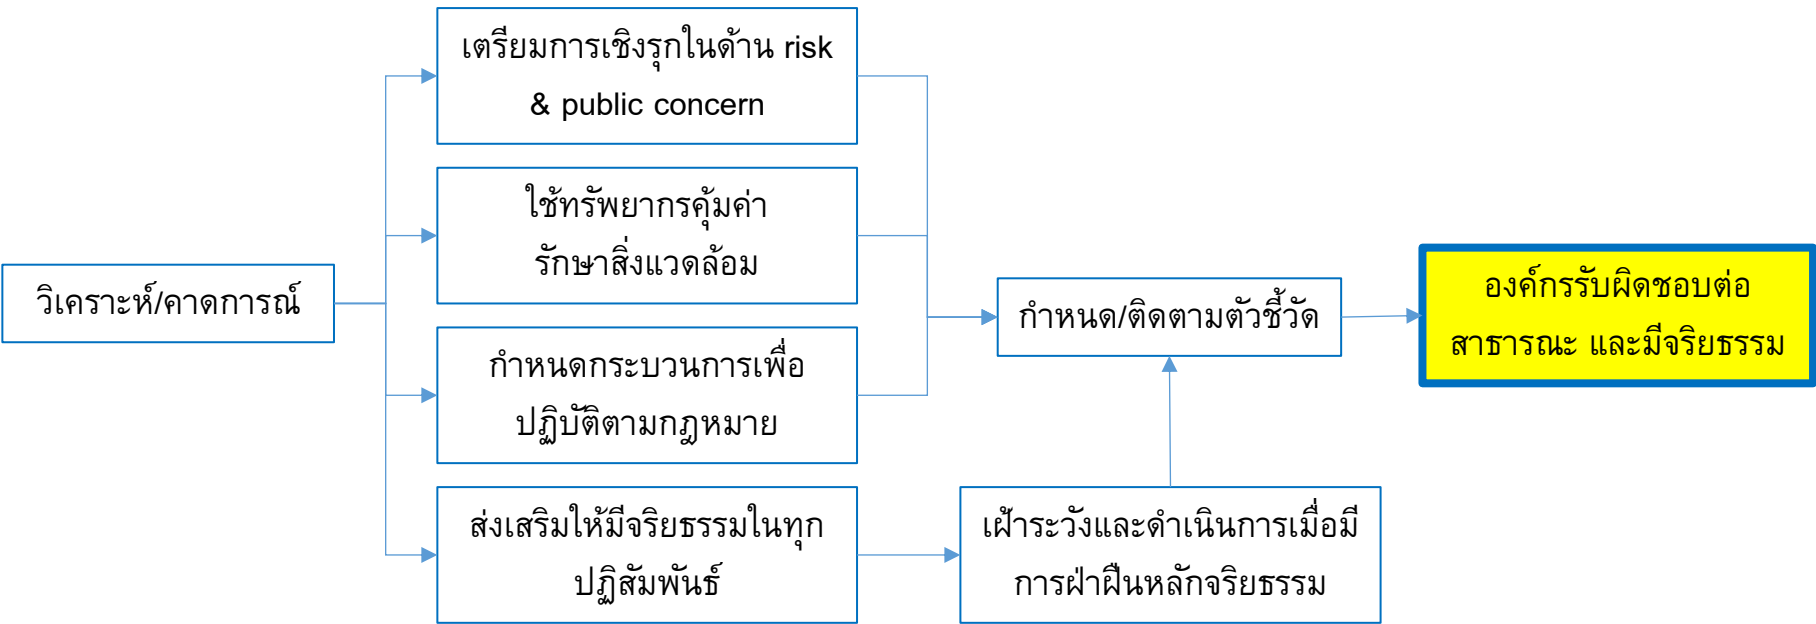 เตรียมการเชิงรุกในด้าน risk
& public concern
ใช้ทรัพยากรคุ้มค่า
รักษาสิ่งแวดล้อม
วิเคราะห์/คาดการณ์
กำหนดกระบวนการเพื่อ
ปฏิบัติตามกฎหมาย
ส่งเสริมให้มีจริยธรรมในทุก
ปฏิสัมพันธ์
กำหนด/ติดตามตัวชี้วัด
เฝ้าระวังและดำเนินการเมื่อมี
การฝ่าฝืนหลักจริยธรรม
องค์กรรับผิดชอบต่อ
สาธารณะ และมีจริยธรรม